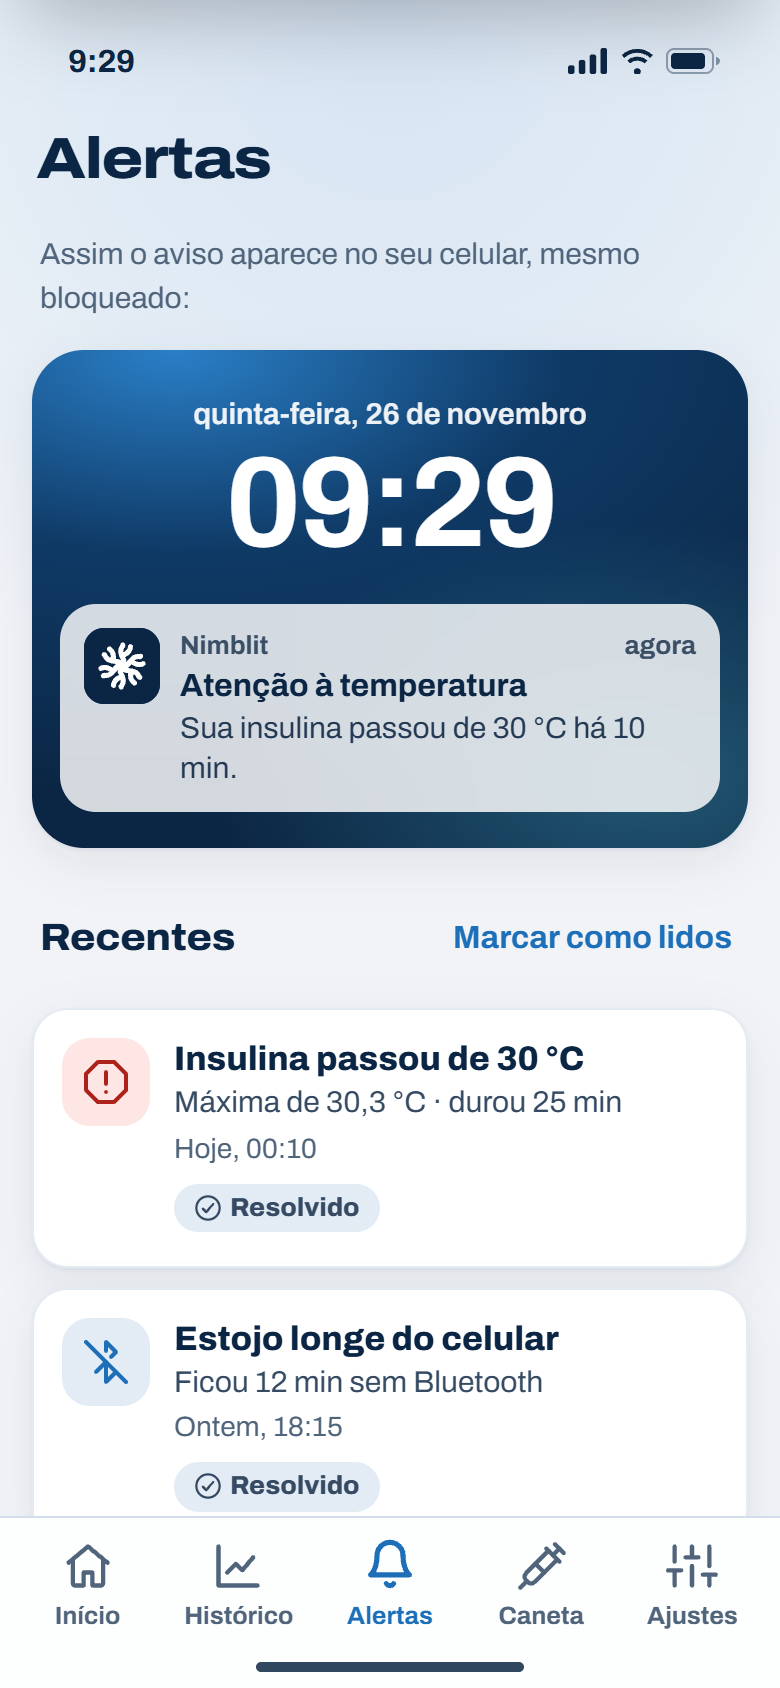 9:29
Alertas
Assim o aviso aparece no seu celular, mesmo
bloqueado:
quinta-feira, 26 de novembro
09:29
Nimblit
agora
Atenção à temperatura
Sua insulina passou de 30 °C há 10
min.
Recentes
Marcar como lidos
Insulina passou de 30 °C
Máxima de 30,3 °C · durou 25 min
Hoje, 00:10
Resolvido
Estojo longe do celular
Ficou 12 min sem Bluetooth
Ontem, 18:15
Resolvido
Início
Histórico
Alertas
Caneta
Ajustes